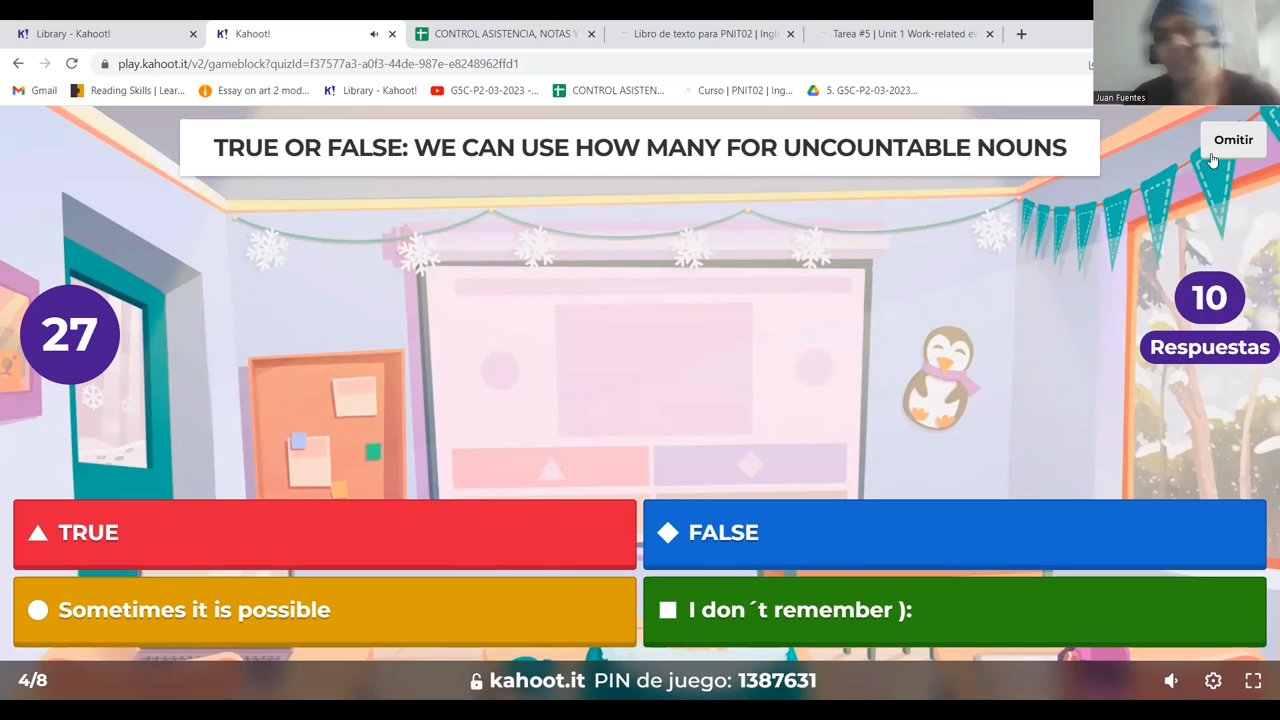 Library - Kahoot!
Kahoot!
CONTROL ASISTENCIA, NOTAS Y
Libro de texto para PNIT02 | Ingl
Tarea #5 | Unit 1 Work-related ev
play.kahoot.it/v2/gameblock?quizId=f37577a3-a0f3-44de-987e-e8248962ffd1
Gmail
Reading Skills | Lear...
Essay on art 2 mod...
Library - Kahoot!
G5C-P2-03-2023 -...
CONTROL ASISTEN...
Curso | PNIT02 | Ing...
5. G5C-P2-03-2023...
Juan Fuentes
TRUE OR FALSE: WE CAN USE HOW MANY FOR UNCOUNTABLE NOUNS
Omitir
27
10
Respuestas
TRUE
FALSE
Sometimes it is possible
I don´t remember ):
4/8
kahoot.it PIN de juego: 1387631